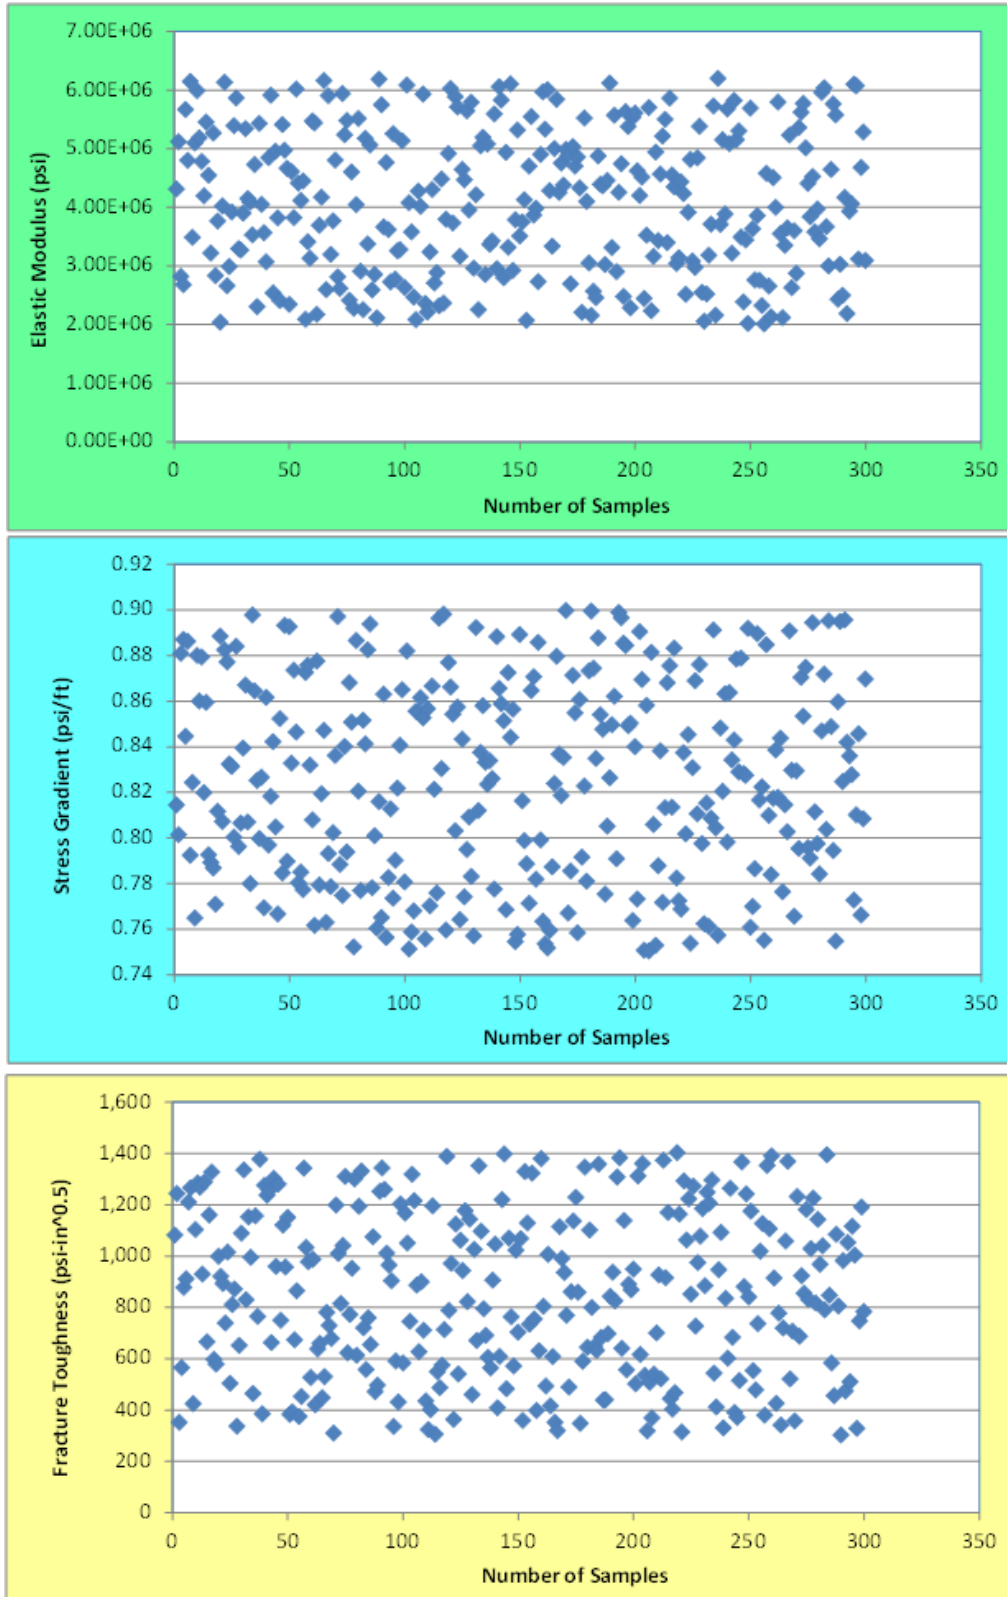 7.00E+06
6.00E+06
5.00E+06
4.00E+06
3.00E+06
2.00E+06
1.00E+06
0.00E+00
Elastic Modulus (psi)
0 50 100 150 200 250 300 350
Number of Samples
0.92
0.90
0.88
0.86
0.84
0.82
0.80
0.78
0.76
0.74
Stress Gradient (psi/ft)
0 50 100 150 200 250 300 350
Number of Samples
1,600
1,400
1,200
1,000
800
600
400
200
0
Fracture Toughness (psi-in^0.5)
0 50 100 150 200 250 300 350
Number of Samples